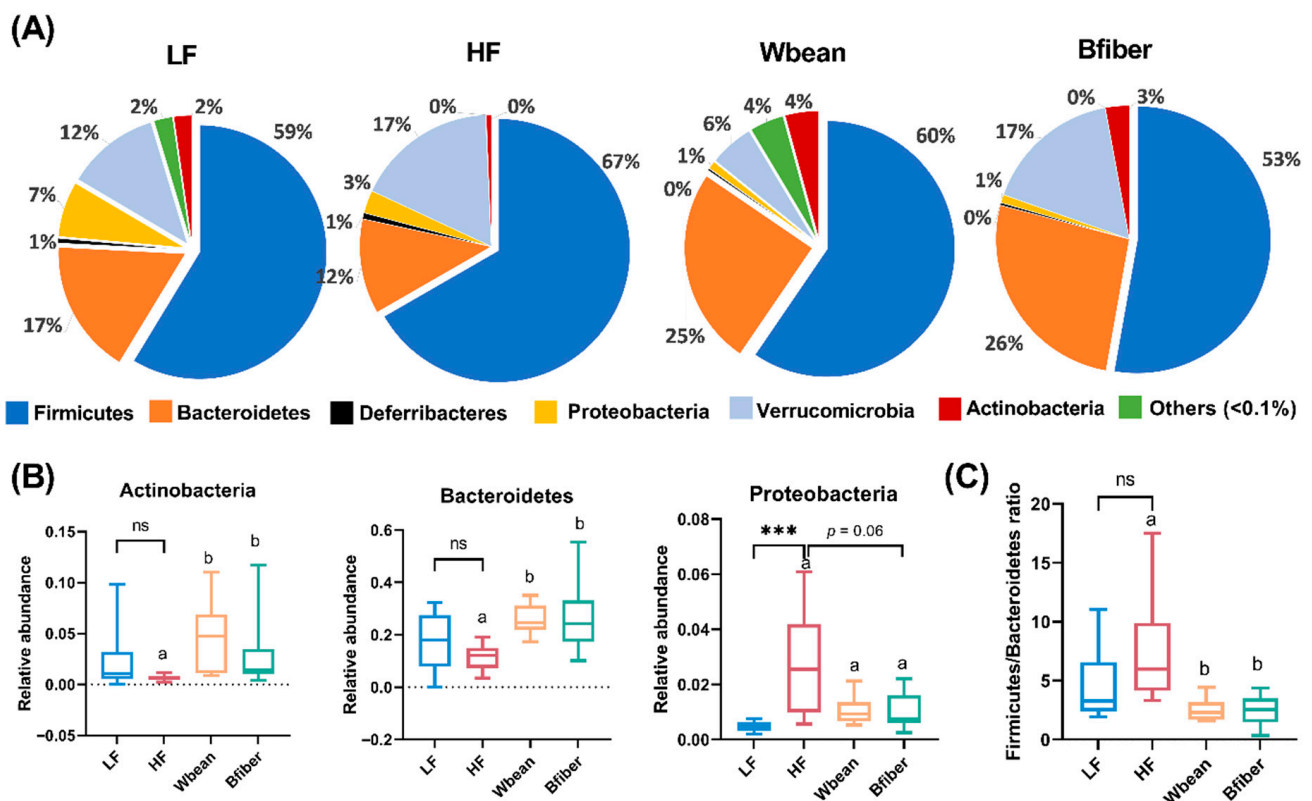 (A)
LF
HF
Wbean
Bfiber
2%
2%
12%
59%
7%
1%
17%
0%
0%
17%
67%
3%
1%
12%
4%
4%
6%
60%
1%
0%
25%
0%
3%
17%
53%
1%
0%
26%
Firmicutes
Bacteroidetes
Deferribacteres
Proteobacteria
Verrucomicrobia
Actinobacteria
Others (<0.1%)
(B)
Actinobacteria
Relative abundance
0.15
0.10
0.05
0.00
−0.05
ns
a
b
b
LF
HF
Wbean
Bfiber
Bacteroidetes
Relative abundance
0.6
0.4
0.2
0.0
−0.2
ns
a
b
b
LF
HF
Wbean
Bfiber
Proteobacteria
Relative abundance
0.08
0.06
0.04
0.02
0.00
***
p = 0.06
a
a
a
LF
HF
Wbean
Bfiber
(C)
Firmicutes/Bacteroidetes ratio
20
15
10
5
0
ns
a
b
b
LF
HF
Wbean
Bfiber